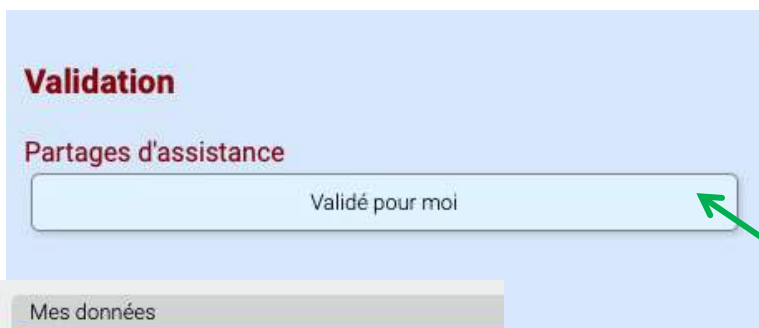 Validation
Partages d'assistance
Validé pour moi
Mes données